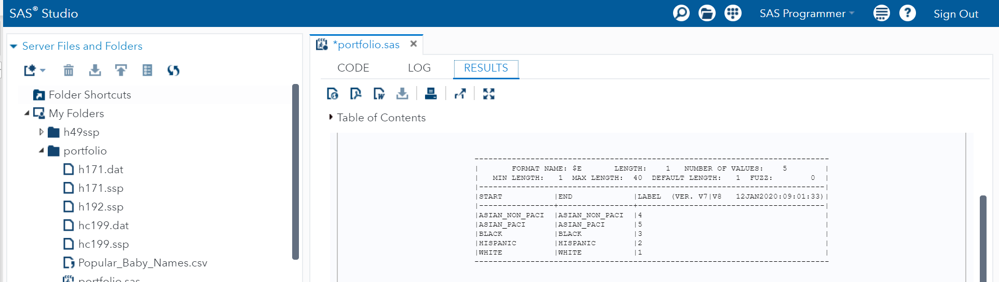 SAS® Studio
SAS Programmer
Sign Out
Server Files and Folders
Folder Shortcuts
My Folders
h49ssp
portfolio
h171.dat
h171.ssp
h192.ssp
hc199.dat
hc199.ssp
Popular_Baby_Names.csv
portfolio.sas
*portfolio.sas
CODE LOG RESULTS
Table of Contents
----------------------------------------------------------------------------
| FORMAT NAME: $E LENGTH: 1 NUMBER OF VALUES: 5 |
| MIN LENGTH: 1 MAX LENGTH: 40 DEFAULT LENGTH: 1 FUZZ: 0 |
|--------------------------------------------------------------------------|
|START |END |LABEL (VER. V7|V8 12JAN2020:09:01:33)|
|----------------+----------------+----------------------------------------|
|ASIAN_NON_PACI |ASIAN_NON_PACI |4 |
|ASIAN_PACI |ASIAN_PACI |5 |
|BLACK |BLACK |3 |
|HISPANIC |HISPANIC |2 |
|WHITE |WHITE |1 |
----------------------------------------------------------------------------